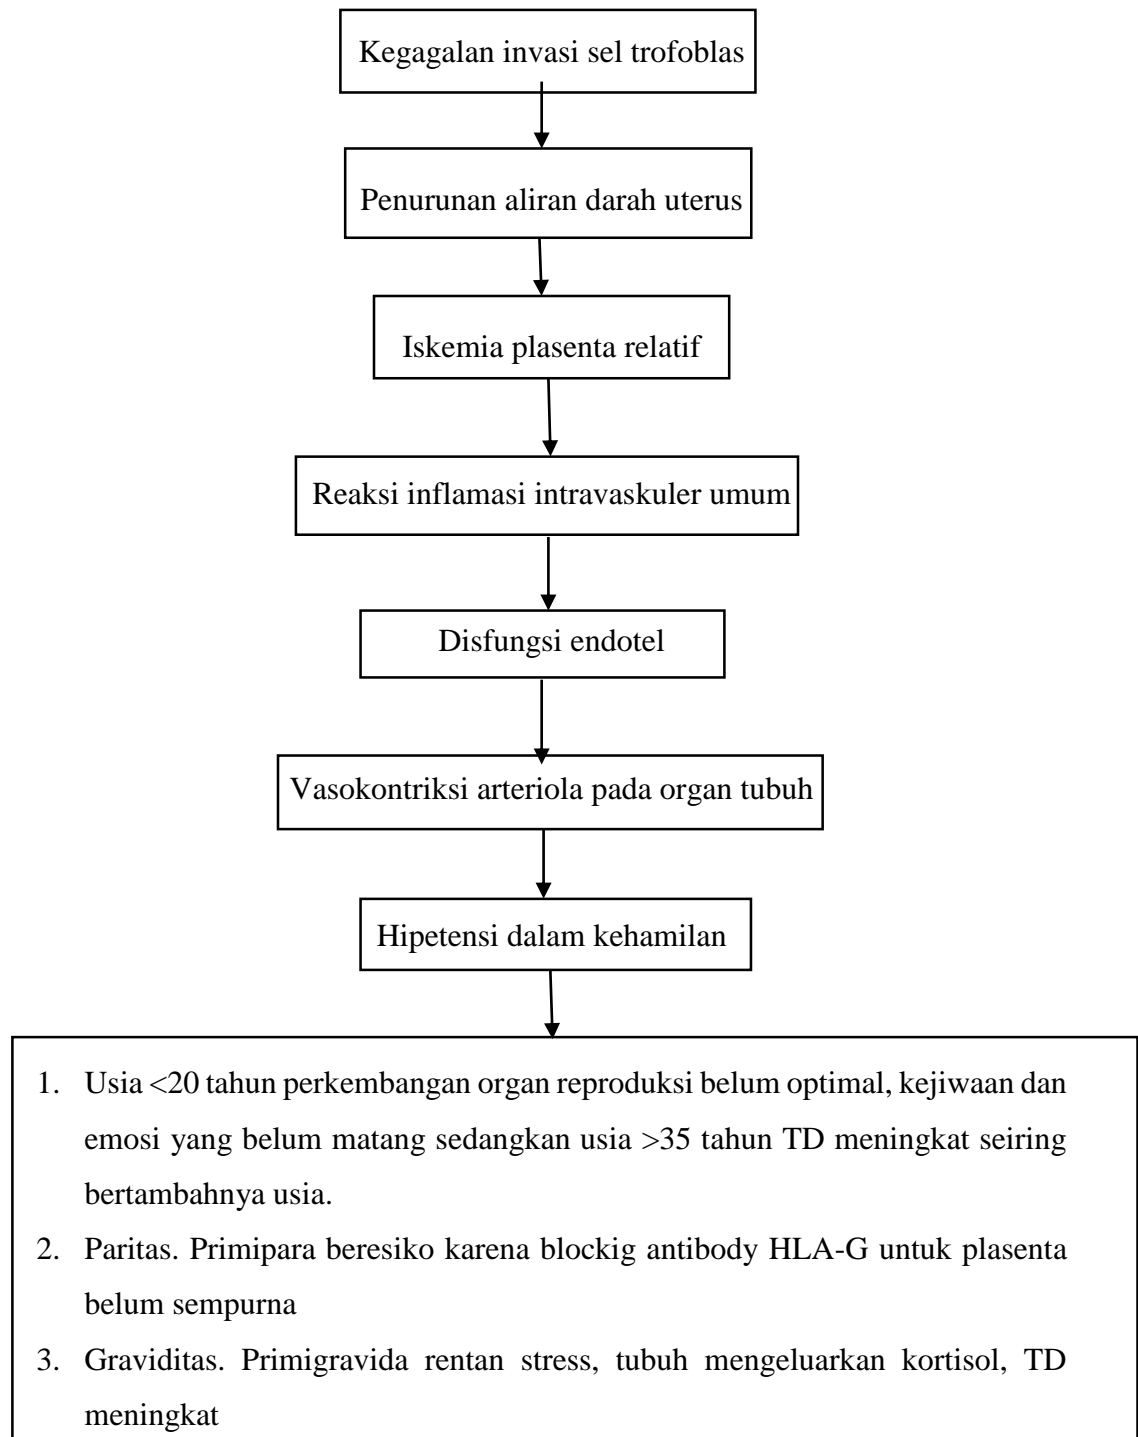 Kegagalan invasi sel trofoblas
Penurunan aliran darah uterus
Iskemia plasenta relatif
Reaksi inflamasi intravaskuler umum
Disfungsi endotel
Vasokontriksi arteriola pada organ tubuh
Hipetensi dalam kehamilan
1. Usia <20 tahun perkembangan organ reproduksi belum optimal, kejiwaan dan
emosi yang belum matang sedangkan usia >35 tahun TD meningkat seiring
bertambahnya usia.
2. Paritas. Primipara beresiko karena blockig antibody HLA-G untuk plasenta
belum sempurna
3. Graviditas. Primigravida rentan stress, tubuh mengeluarkan kortisol, TD
meningkat